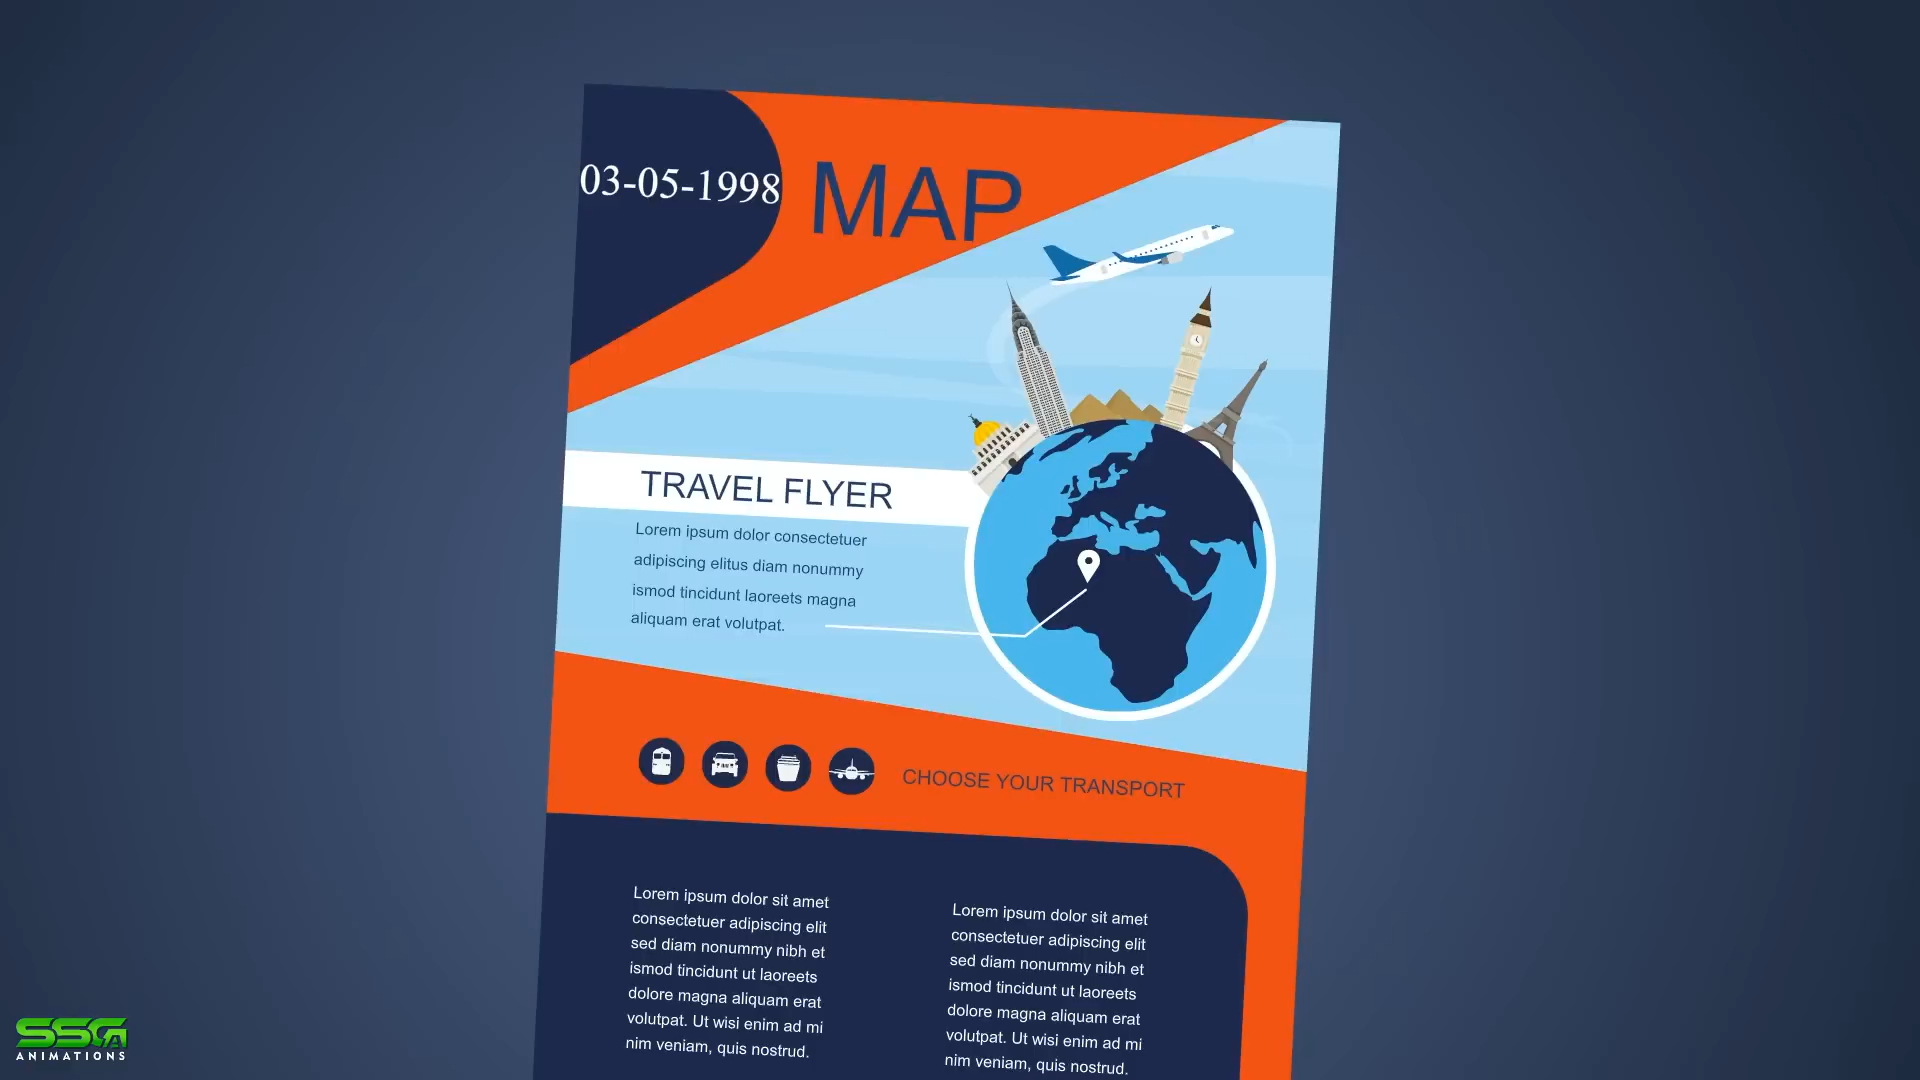 03-05-1998
MAP
TRAVEL FLYER
Lorem ipsum dolor consectetuer
adipiscing elitus diam nonummy
ismod tincidunt laoreets magna
aliquam erat volutpat.
CHOOSE YOUR TRANSPORT
Lorem ipsum dolor sit amet
consectetuer adipiscing elit
sed diam nonummy nibh et
ismod tincidunt ut laoreets
dolore magna aliquam erat
volutpat. Ut wisi enim ad mi
nim veniam, quis nostrud.
Lorem ipsum dolor sit amet
consectetuer adipiscing elit
sed diam nonummy nibh et
ismod tincidunt ut laoreets
dolore magna aliquam erat
volutpat. Ut wisi enim ad mi
nim veniam, quis nostrud.
SSGA
ANIMATIONS